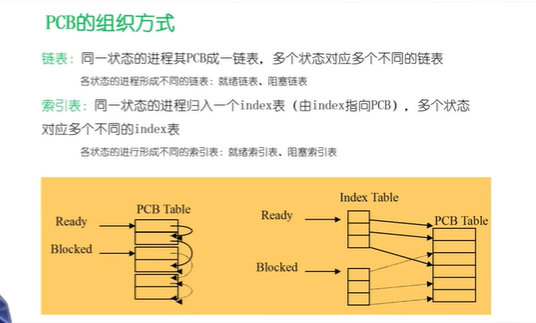 PCB的组织方式
链表：同一状态的进程其PCB成一链表，多个状态对应多个不同的链表
各状态的进程形成不同的链表：就绪链表、阻塞链表
索引表：同一状态的进程归入一个index表（由index指向PCB），多个状态
对应多个不同的index表
各状态的进行形成不同的索引表：就绪索引表、阻塞索引表
PCB Table
Ready
Blocked
Index Table
Ready
PCB Table
Blocked